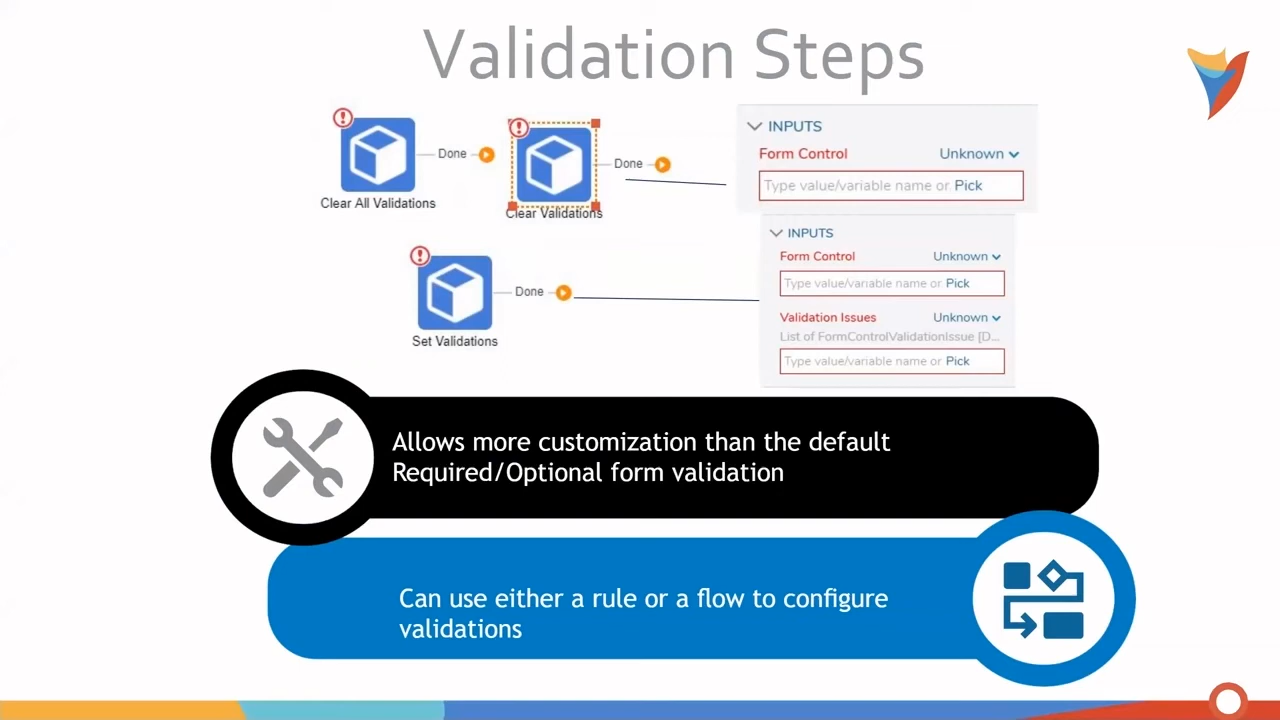 Validation Steps
Done
Clear All Validations
Done
Clear Validations
INPUTS
Form Control Unknown
Type value/variable name or Pick
Done
Set Validations
INPUTS
Form Control Unknown
Type value/variable name or Pick
Validation Issues Unknown
List of FormControlValidationIssue [D...
Type value/variable name or Pick
Allows more customization than the default
Required/Optional form validation
Can use either a rule or a flow to configure
validations